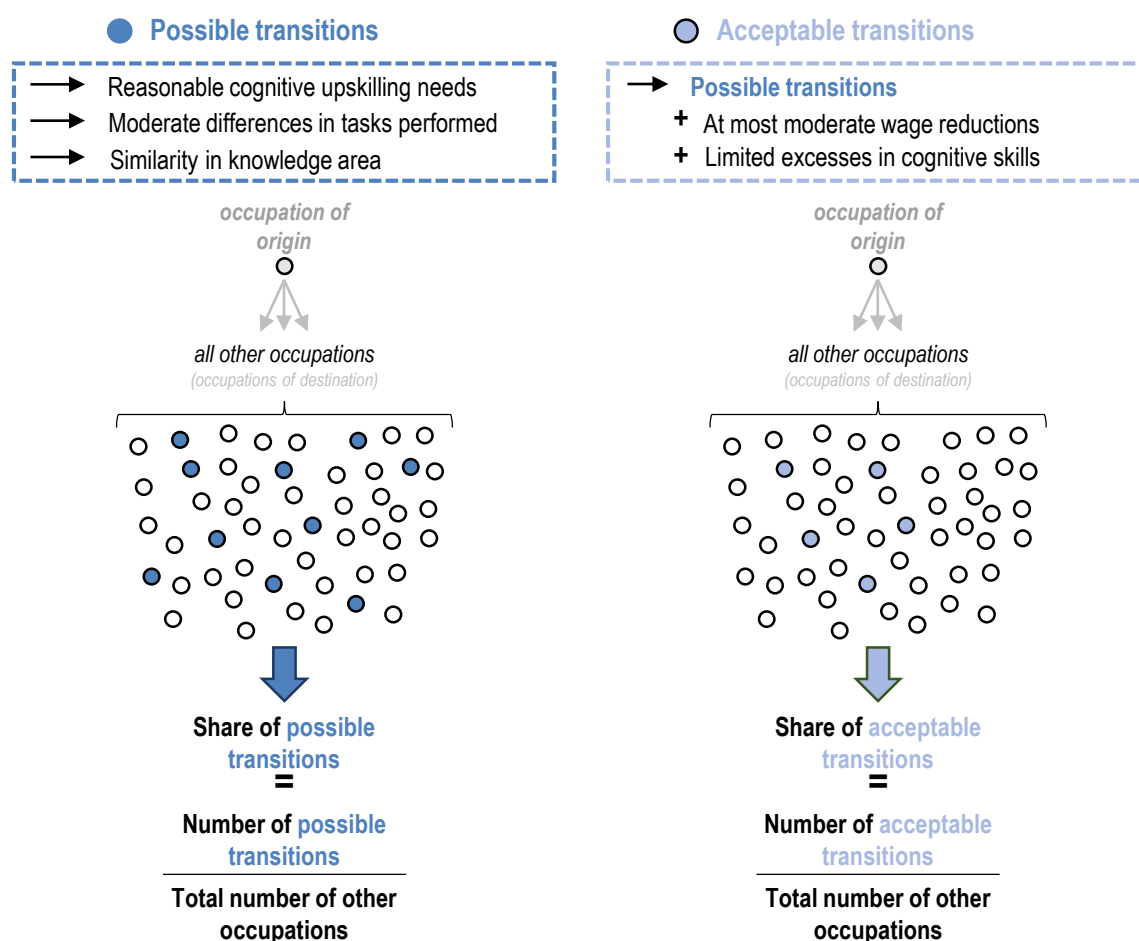 Possible transitions
Reasonable cognitive upskilling needs
Moderate differences in tasks performed
Similarity in knowledge area
occupation of
origin
all other occupations
(occupations of destination)
Share of possible
transitions
=
Number of possible
transitions
Total number of other
occupations
Acceptable transitions
Possible transitions
+ At most moderate wage reductions
+ Limited excesses in cognitive skills
occupation of
origin
all other occupations
(occupations of destination)
Share of acceptable
transitions
=
Number of acceptable
transitions
Total number of other
occupations